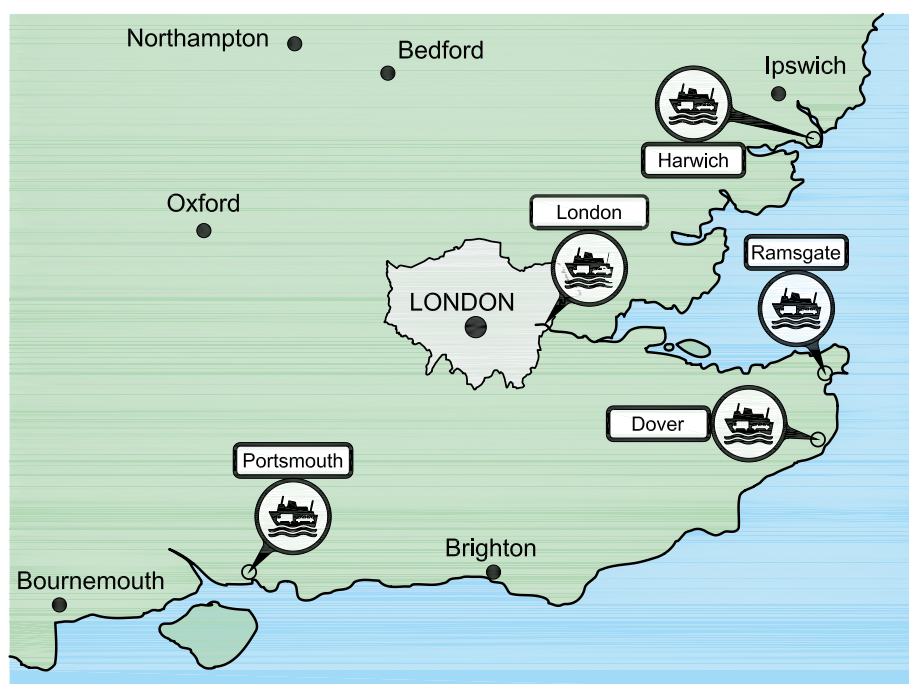 Northampton
Bedford
Ipswich
Harwich
Oxford
London
Ramsgate
LONDON
Dover
Portsmouth
Brighton
Bournemouth